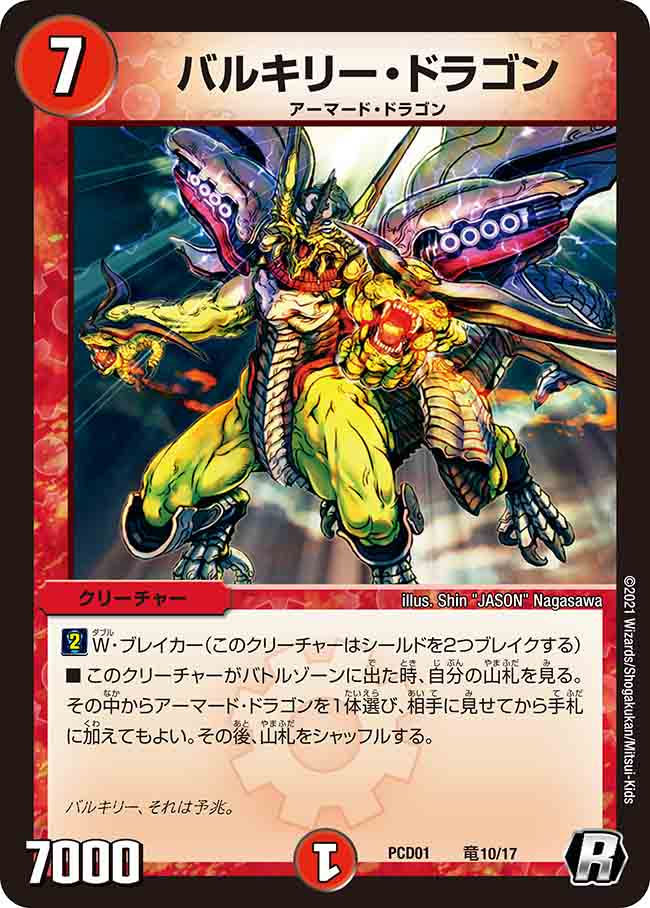 7
バルキリー・ドラゴン
アーマード・ドラゴン
クリーチャー
illus. Shin "JASON" Nagasawa
2 W・ブレイカー(このクリーチャーはシールドを2つブレイクする)
■このクリーチャーがバトルゾーンに出た時、自分の山札を見る。
その中からアーマード・ドラゴンを1体選び、相手に見せてから手札
に加えてもよい。その後、山札をシャッフルする。
バルキリー、それは予兆。
7000
1
PCD01 竜10/17
R
©2021 Wizards/Shogakukan/Mitsui-Kids